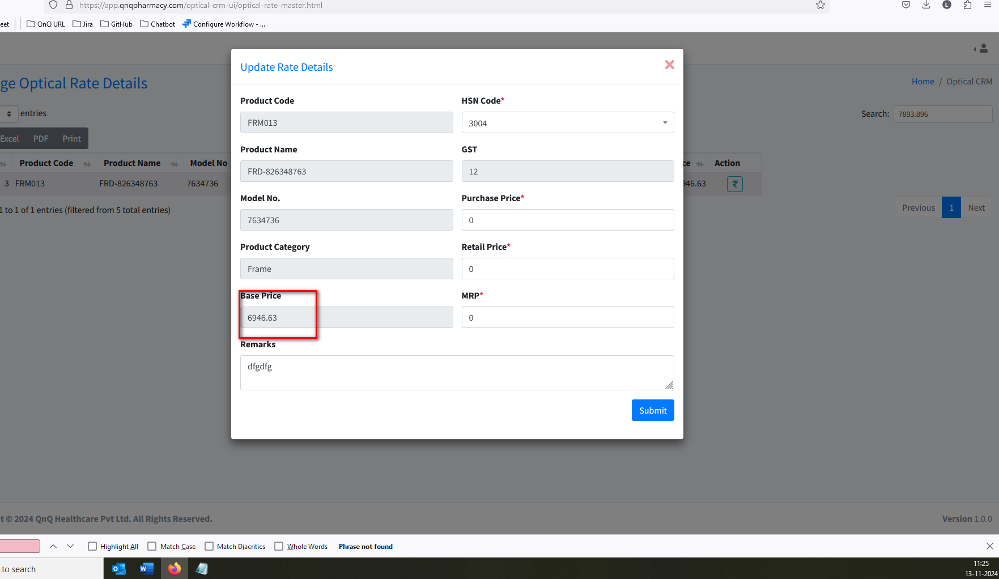 https://app.qnqpharmacy.com/optical-crm-ui/optical-rate-master.html
L
eet QnQ URL Jira GitHub Chatbot Configure Workflow - ...
Update Rate Details
ge Optical Rate Details
Home / Optical CRM
entries
Search: 7893.896
Excel PDF Print
Product Code Product Name Model No ce Action
3 FRM013 FRD-826348763 7634736 946.63 ₹
1 to 1 of 1 entries (filtered from 5 total entries)
Previous 1 Next
Product Code
FRM013
HSN Code*
3004
Product Name
FRD-826348763
GST
12
Model No.
7634736
Purchase Price*
0
Product Category
Frame
Retail Price*
0
Base Price
6946.63
MRP*
0
Remarks
dfgdfg
Submit
t © 2024 QnQ Healthcare Pvt Ltd. All Rights Reserved.
Version 1.0.0
Highlight All Match Case Match Diacritics Whole Words Phrase not found
to search
11:25
13-11-2024